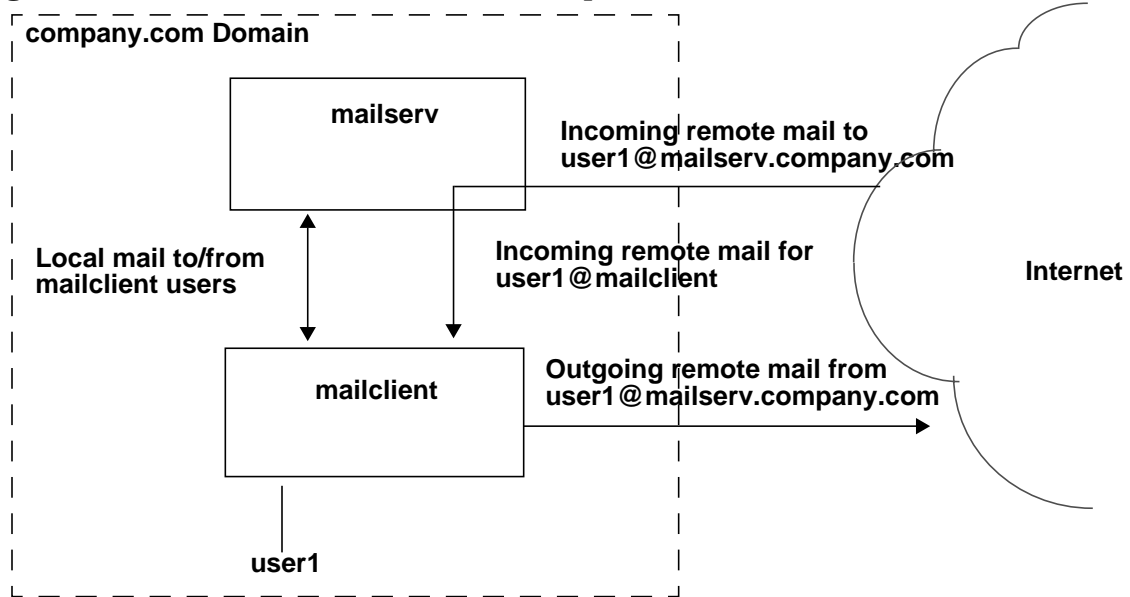 company.com Domain
mailserv
Incoming remote mail to
user1@mailserv.company.com
Local mail to/from
mailclient users
Incoming remote mail for
user1@mailclient
Internet
mailclient
Outgoing remote mail from
user1@mailserv.company.com
user1